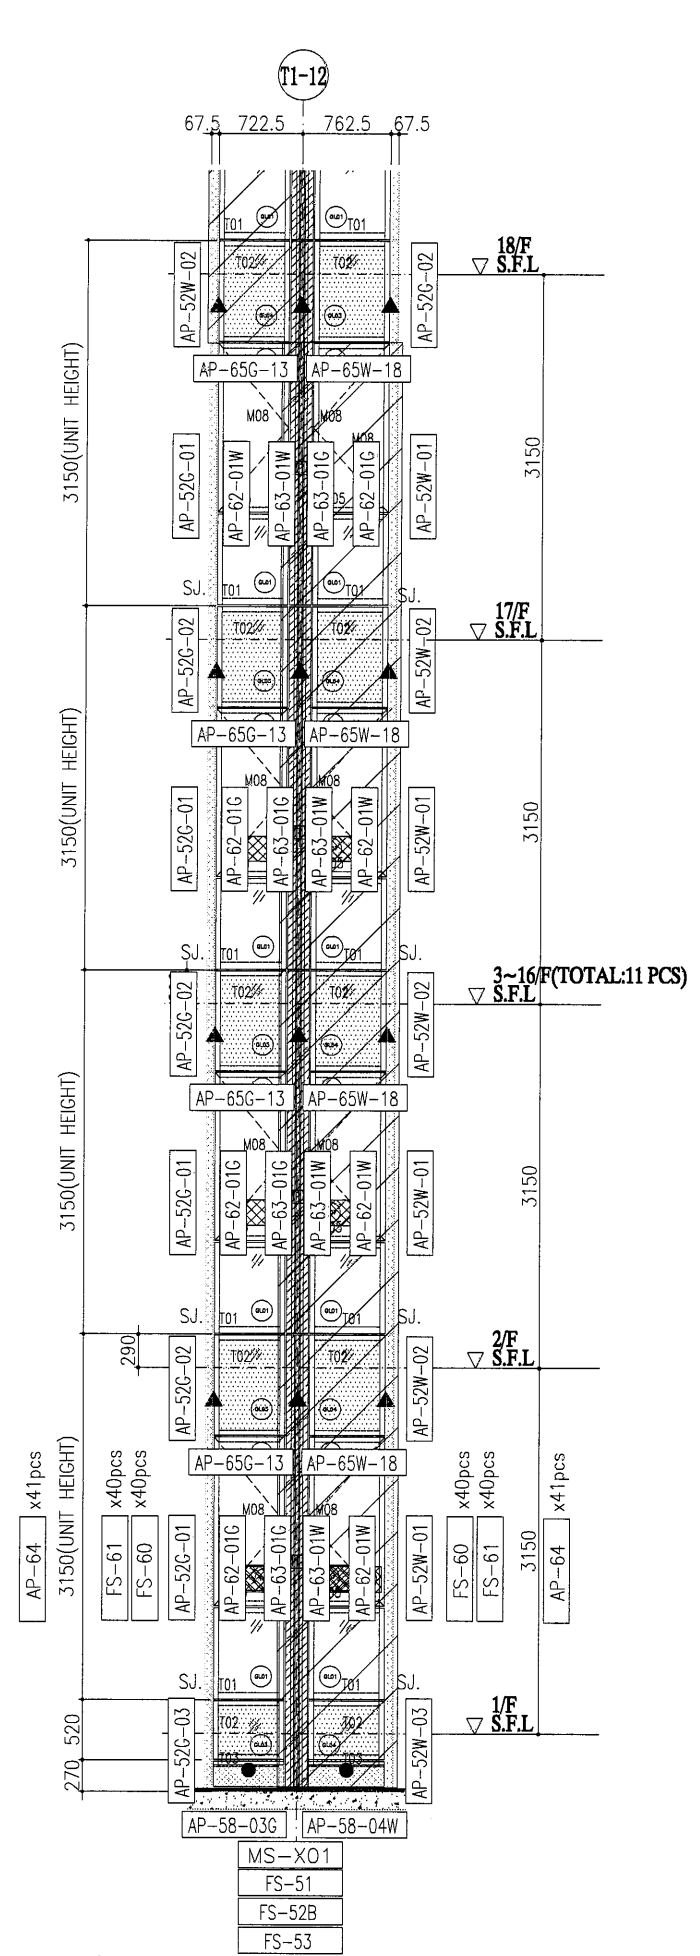 T1-12
67.5 722.5 762.5 67.5
T01 GL01 GL01 T01
18/F
S.F.L
AP-52W-02
T02 T02
AP-52G-02
AP-65G-13 AP-65W-18
M08 M08
M08
3150(UNIT HEIGHT)
3150
AP-52G-01
AP-62-01W
AP-63-01W
AP-63-01G
AP-62-01G
AP-52W-01
GL01 GL01
SJ. T01 T01 SJ.
17/F
S.F.L
AP-52G-02
T02 T02
AP-52W-02
AP-65G-13 AP-65W-18
M08 M08
3150(UNIT HEIGHT)
3150
AP-52G-01
AP-62-01G
AP-63-01G
AP-63-01W
AP-62-01W
AP-52W-01
GL01 GL01
SJ. T01 T01 SJ.
3~16/F(TOTAL:11 PCS)
S.F.L
AP-52G-02
T02 T02
AP-52W-02
AP-65G-13 AP-65W-18
M08 M08
3150(UNIT HEIGHT)
3150
AP-52G-01
AP-62-01G
AP-63-01G
AP-63-01W
AP-62-01W
AP-52W-01
GL01 GL01
SJ. T01 T01 SJ.
2/F
S.F.L
290
AP-52G-02
T02 T02
AP-52W-02
AP-65G-13 AP-65W-18
M08 M08
AP-64 x41pcs
3150(UNIT HEIGHT)
FS-61 x40pcs
FS-60 x40pcs
AP-52G-01
AP-62-01G
AP-63-01G
AP-63-01W
AP-62-01W
AP-52W-01
FS-60 x40pcs
FS-61 x40pcs
3150
AP-64 x41pcs
GL01 GL01
SJ. T01 T01 SJ.
1/F
S.F.L
520
270
AP-52G-03
T02 T02
T03 T03
AP-52W-03
AP-58-03G AP-58-04W
MS-X01
FS-51
FS-52B
FS-53